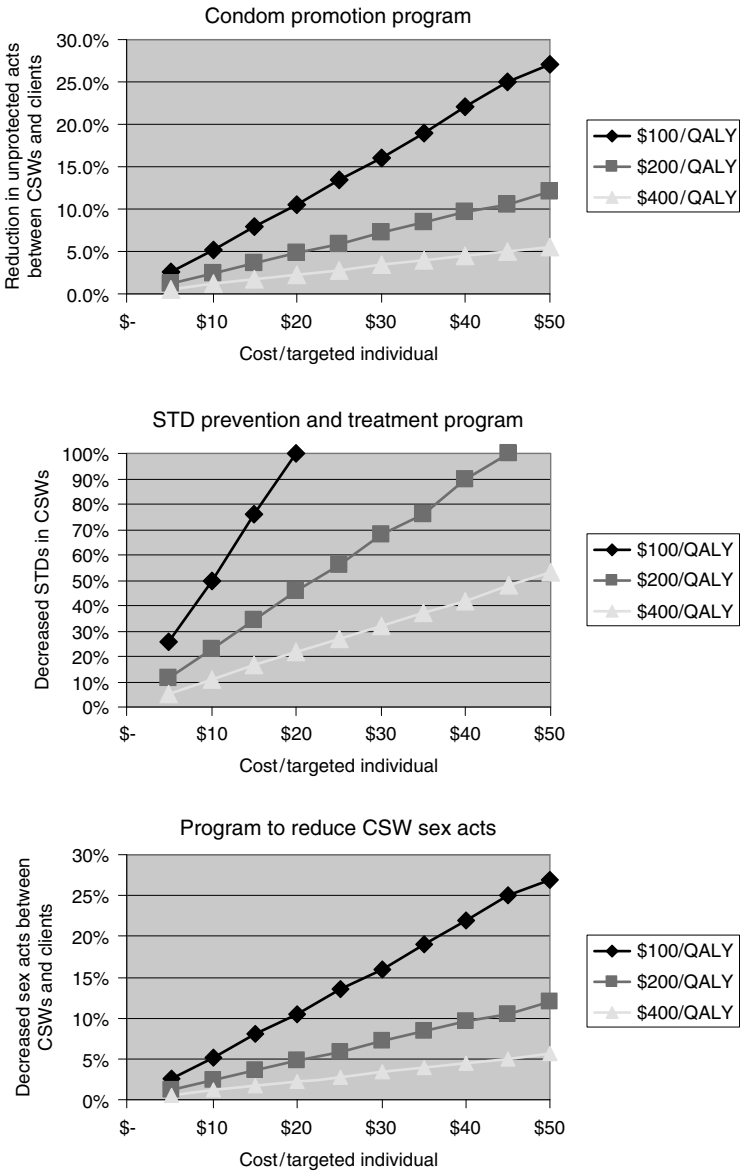 Condom promotion program
Reduction in unprotected acts
between CSWs and clients
30.0%
25.0%
20.0%
15.0%
10.0%
5.0%
0.0%
$- $10 $20 $30 $40 $50
Cost/targeted individual
$100/QALY
$200/QALY
$400/QALY
STD prevention and treatment program
Decreased STDs in CSWs
100%
90%
80%
70%
60%
50%
40%
30%
20%
10%
0%
$- $10 $20 $30 $40 $50
Cost/targeted individual
$100/QALY
$200/QALY
$400/QALY
Program to reduce CSW sex acts
Decreased sex acts between
CSWs and clients
30%
25%
20%
15%
10%
5%
0%
$- $10 $20 $30 $40 $50
Cost/targeted individual
$100/QALY
$200/QALY
$400/QALY